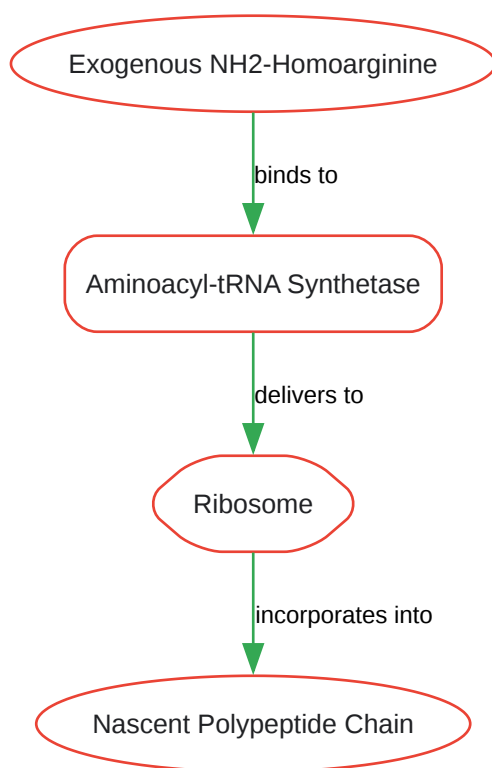 Exogenous NH2-Homoarginine
binds to
Aminoacyl-tRNA Synthetase
delivers to
Ribosome
incorporates into
Nascent Polypeptide Chain